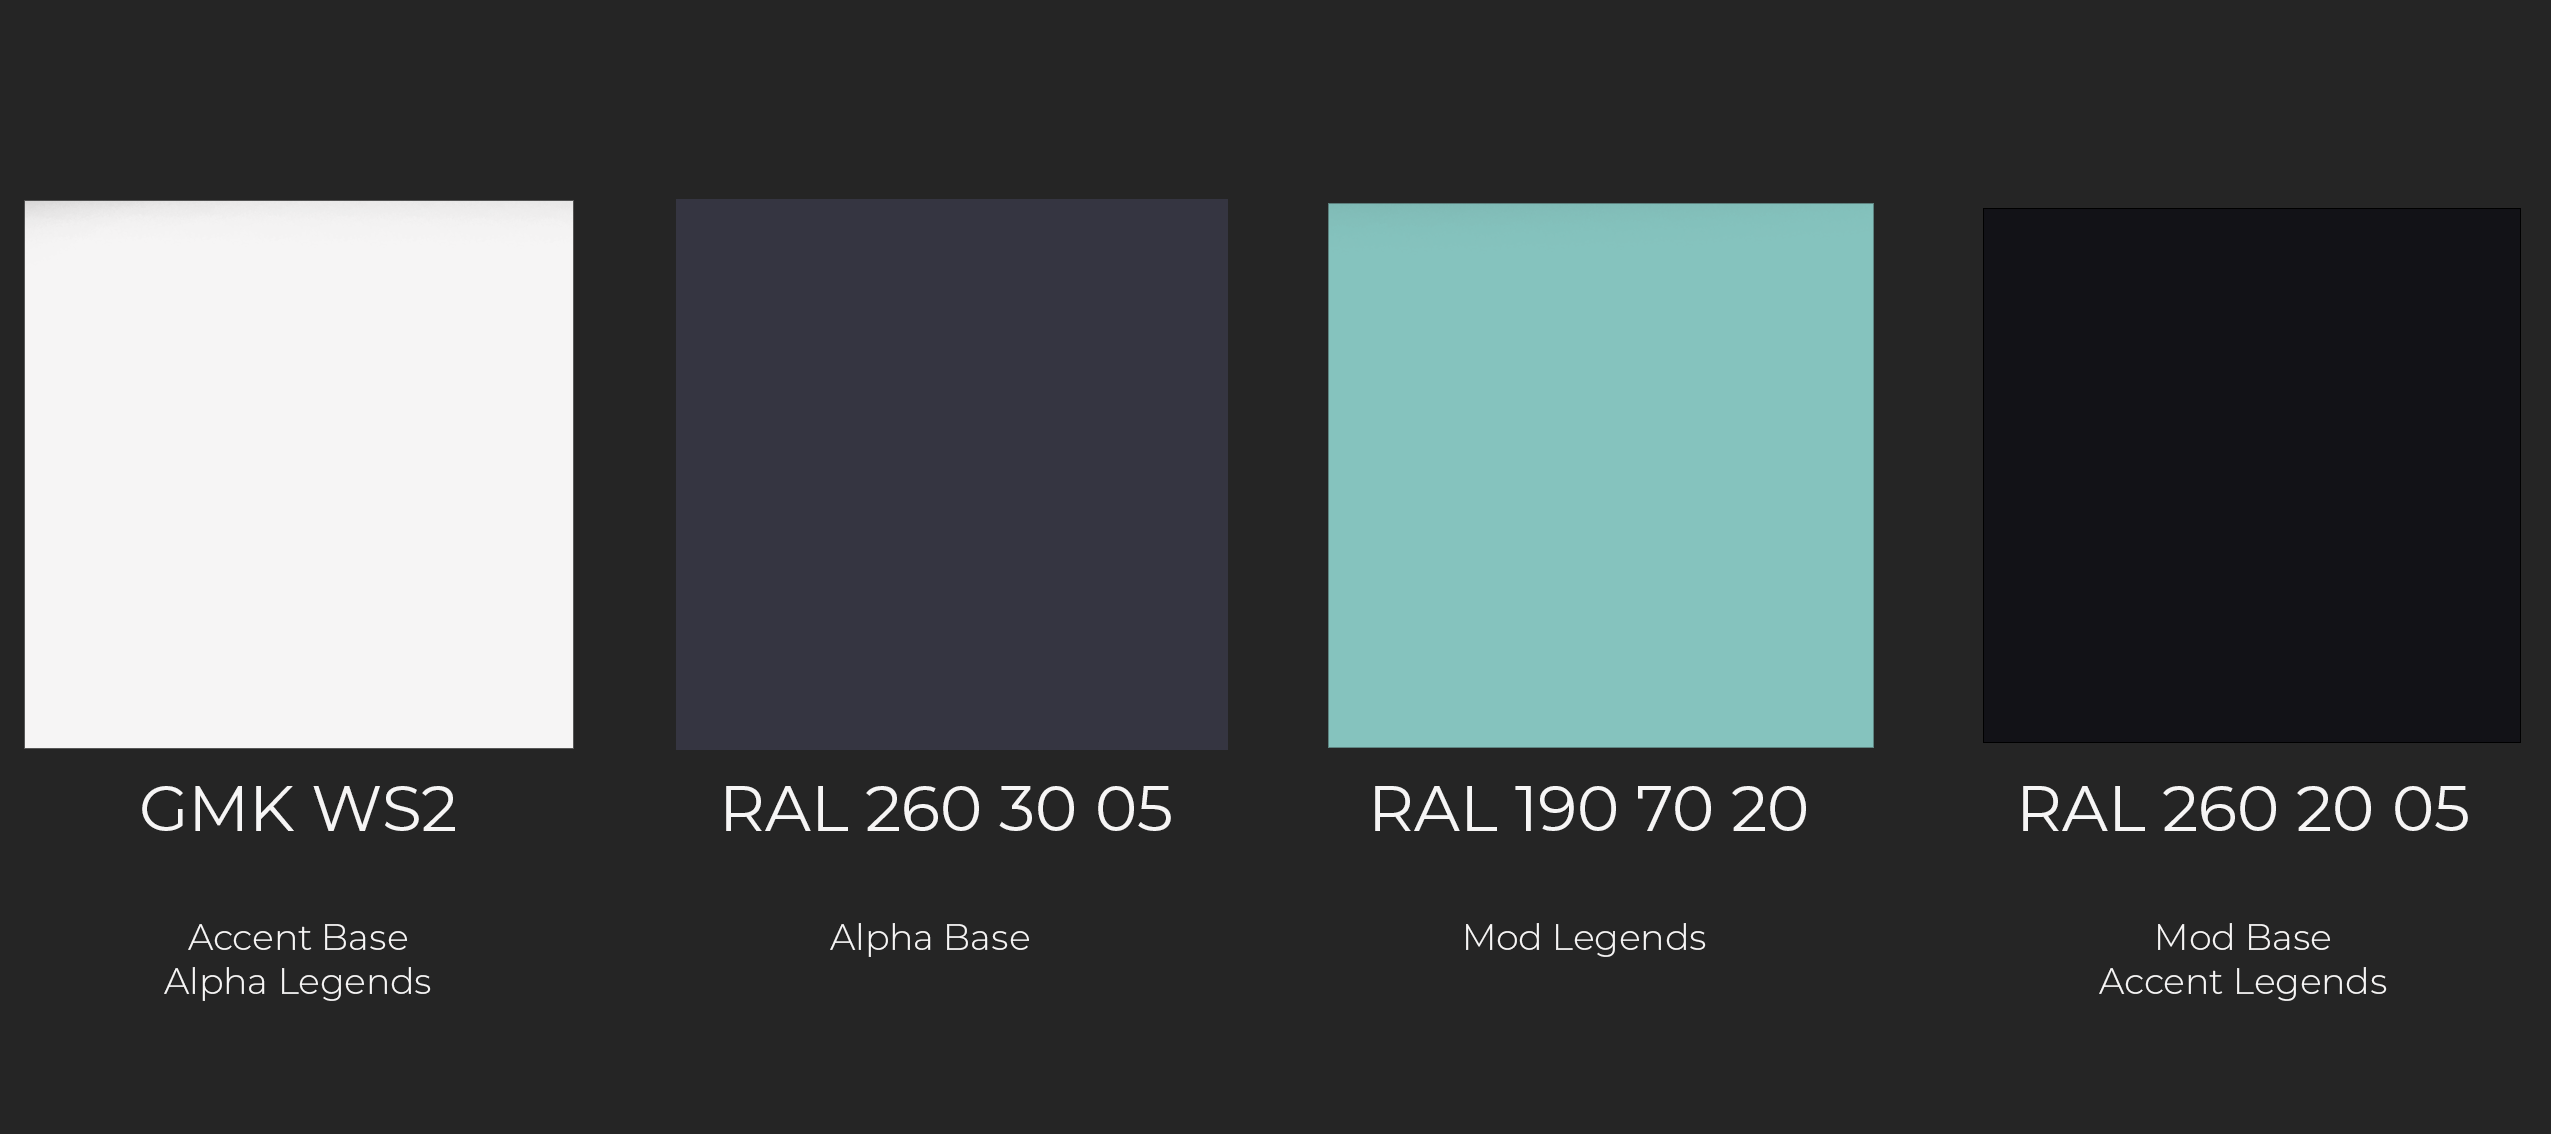 GMK WS2
Accent Base
Alpha Legends
RAL 260 30 05
Alpha Base
RAL 190 70 20
Mod Legends
RAL 260 20 05
Mod Base
Accent Legends